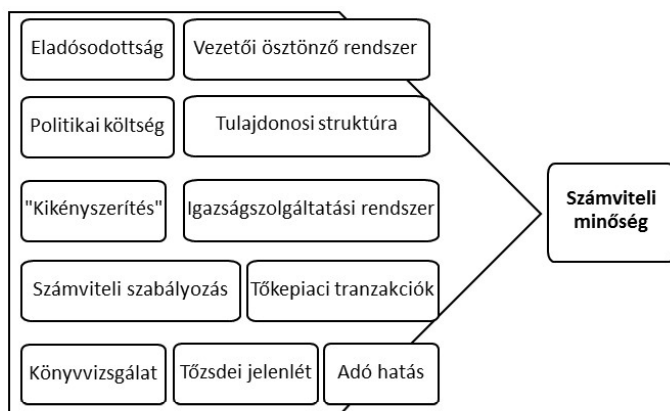 Eladósodottság Vezetői ösztönző rendszer
Politikai költség Tulajdonosi struktúra
"Kikényszerítés" Igazságszolgáltatási rendszer
Számviteli
minőség
Számviteli szabályozás Tőkepiaci tranzakciók
Könyvvizsgálat Tőzsdei jelenlét Adó hatás